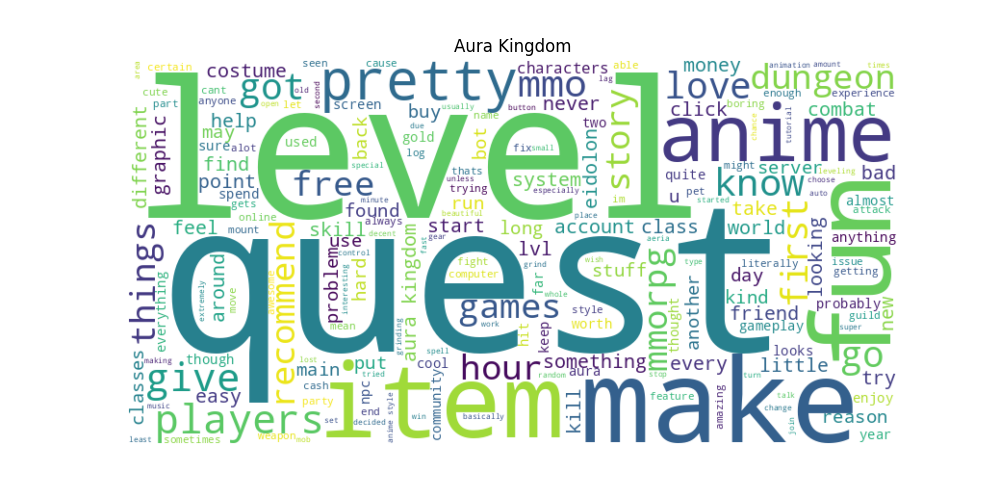 Aura Kingdom
area
certain
costume
seen
cause
characters
able
money
animation
amount
times
cute
cant
got
old
second
pretty
mmo
lag
love
dungeon
enough
experience
part
anyone
open
let
screen
buy
usually
button
never
click
boring
combat
level
help
due
name
two
anime
chance
tutorial
different
graphic
may
sure
alot
used
back
gold
log
bot
fix
small
eidolon
story
quite
might
server
leveling
bad
find
point
free
special
thats
unless
trying
system
especially
im
u
pet
know
choose
auto
almost
attack
spend
gets
minute
found
run
beautiful
started
take
first
looking
fun
online
mount
always
gear
start
long
place
account
class
world
anything
feel
skill
decent
things
use
control
fast
lvl
aeria
literally
issue
getting
quest
recommend
awesome
problem
interesting
hard
aura kingdom
fight
computer
grind
far
wish
stuff
type
day
everything
extremely
around
move
mmorpg
another
kind
probably
whole
games
style
friend
guild
new
mean
work
worth
thought
gameplay
super
grinding
hit
keep
classes
making
though
lost
put
spell
cool
hour
something
every
looks
go
give
main
tried
aura
stop
turn
little
try
easy
cash
npc
random
item
make
kill
feature
amazing
enjoy
music
party
end
anime style
community
win
basically
talk
change
join
reason
players
weapon
mob
set
decided
least
sometimes
year